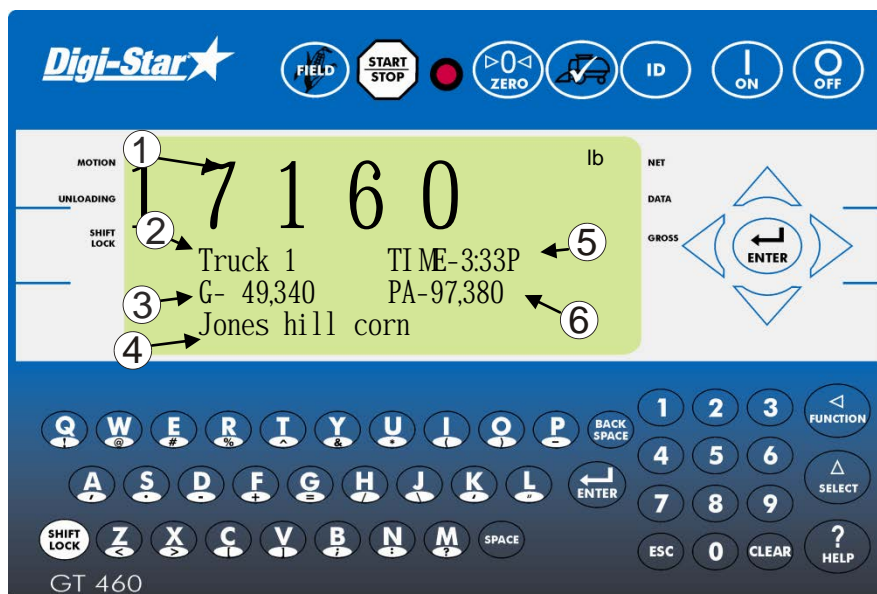 Digi-Star
FIELD
START STOP
0 ZERO
ID
ON
OFF
MOTION
UNLOADING
SHIFT LOCK
1 7160
lb
NET
DATA
GROSS
1
2
3
4
5
6
Truck 1 TIME-3:33P
G- 49,340 PA-97,380
Jones hill corn
ENTER
Q ! W @ E # R % T ^ Y & U * I ( O ) P - BACK SPACE
A , S . D - F + G = H / J \ K ' L " ENTER
SHIFT LOCK Z < X > C [ V ] B ; N : M ? SPACE
1 2 3 FUNCTION
4 5 6 SELECT
7 8 9
ESC 0 CLEAR ? HELP
GT 460